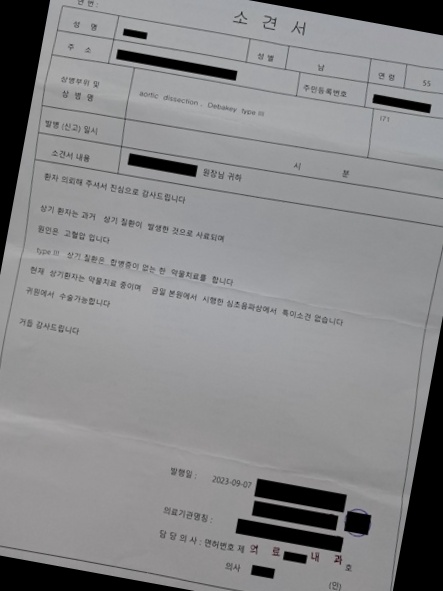 연번 :
소 견 서
성 명 성별 남 연령 55
주 소 주민등록번호
상병부위 및
상 병 명
aortic dissection , Debakey type III
I71
발병 (신고) 일시 시 분
소견서 내용 원장님 귀하
환자 의뢰해 주셔서 진심으로 감사드립니다
상기 환자는 과거 상기 질환이 발생한 것으로 사료되며
원인은 고혈압 입니다
type III 상기 질환은 합병증이 없는 한 약물치료를 합니다
현재 상기환자는 약물치료 중이며 금일 본원에서 시행한 심초음파상에서 특이소견 없습니다
귀원에서 수술가능합니다
거듭 감사드립니다
발행일 : 2023-09-07
의료기관명칭 :
담 당 의 사 : 면허번호 제 호
의 료 내 과
의사 (인)